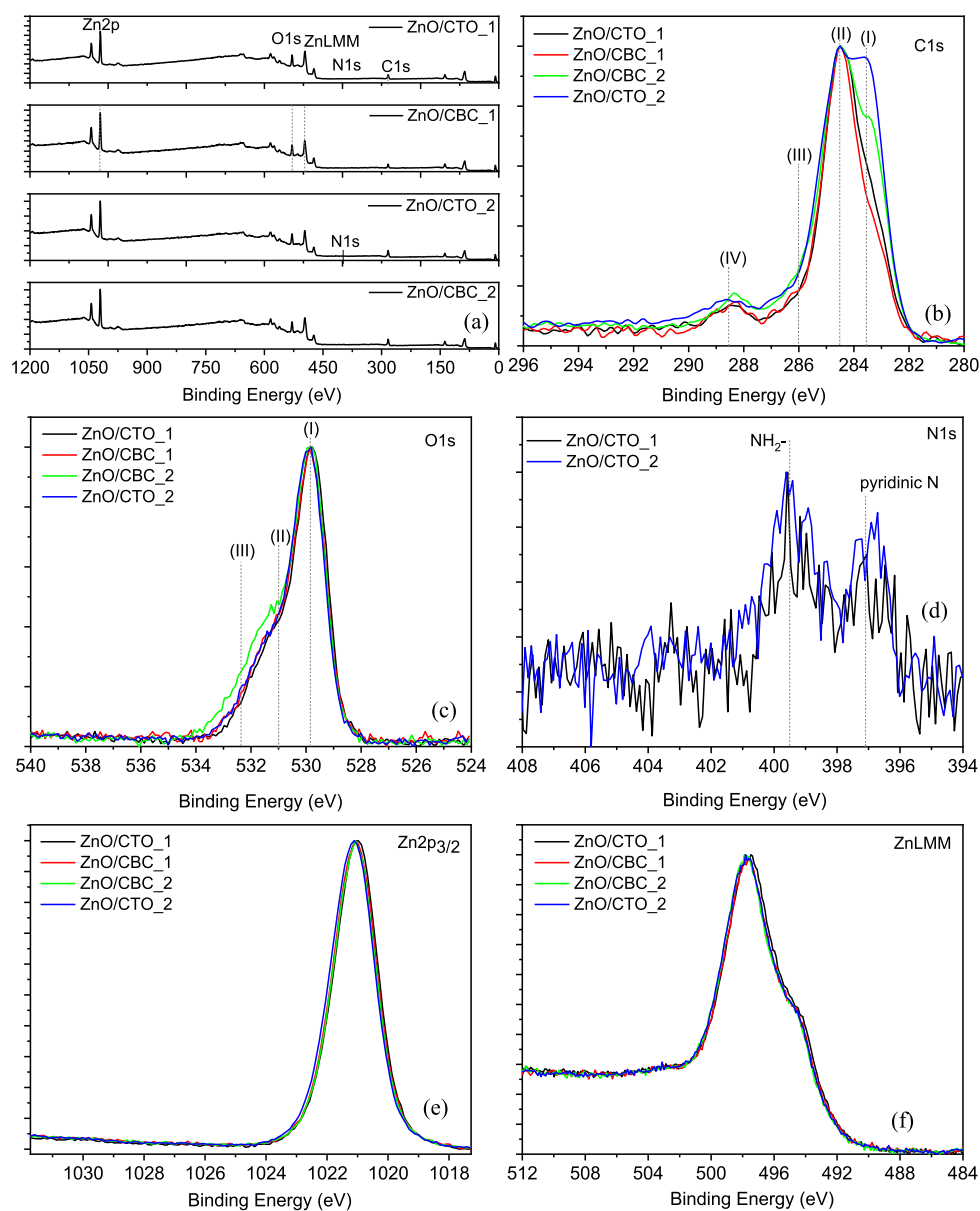 Zn2p
O1s
ZnLMM
N1s
C1s
ZnO/CTO_1
ZnO/CBC_1
ZnO/CTO_2
N1s
ZnO/CBC_2
(a)
1200 1050 900 750 600 450 300 150 0
Binding Energy (eV)
ZnO/CTO_1
ZnO/CBC_1
ZnO/CBC_2
ZnO/CTO_2
(II)
(I)
C1s
(III)
(IV)
(b)
296 294 292 290 288 286 284 282 280
Binding Energy (eV)
ZnO/CTO_1
ZnO/CBC_1
ZnO/CBC_2
ZnO/CTO_2
(I)
O1s
(II)
(III)
(c)
540 538 536 534 532 530 528 526 524
Binding Energy (eV)
ZnO/CTO_1
ZnO/CTO_2
NH2-
N1s
pyridinic N
(d)
408 406 404 402 400 398 396 394
Binding Energy (eV)
ZnO/CTO_1
ZnO/CBC_1
ZnO/CBC_2
ZnO/CTO_2
Zn2p3/2
(e)
1030 1026 1024 1022 1020 1018
Binding Energy (eV)
ZnO/CTO_1
ZnO/CBC_1
ZnO/CBC_2
ZnO/CTO_2
ZnLMM
(f)
512 508 504 500 496 492 488 484
Binding Energy (eV)